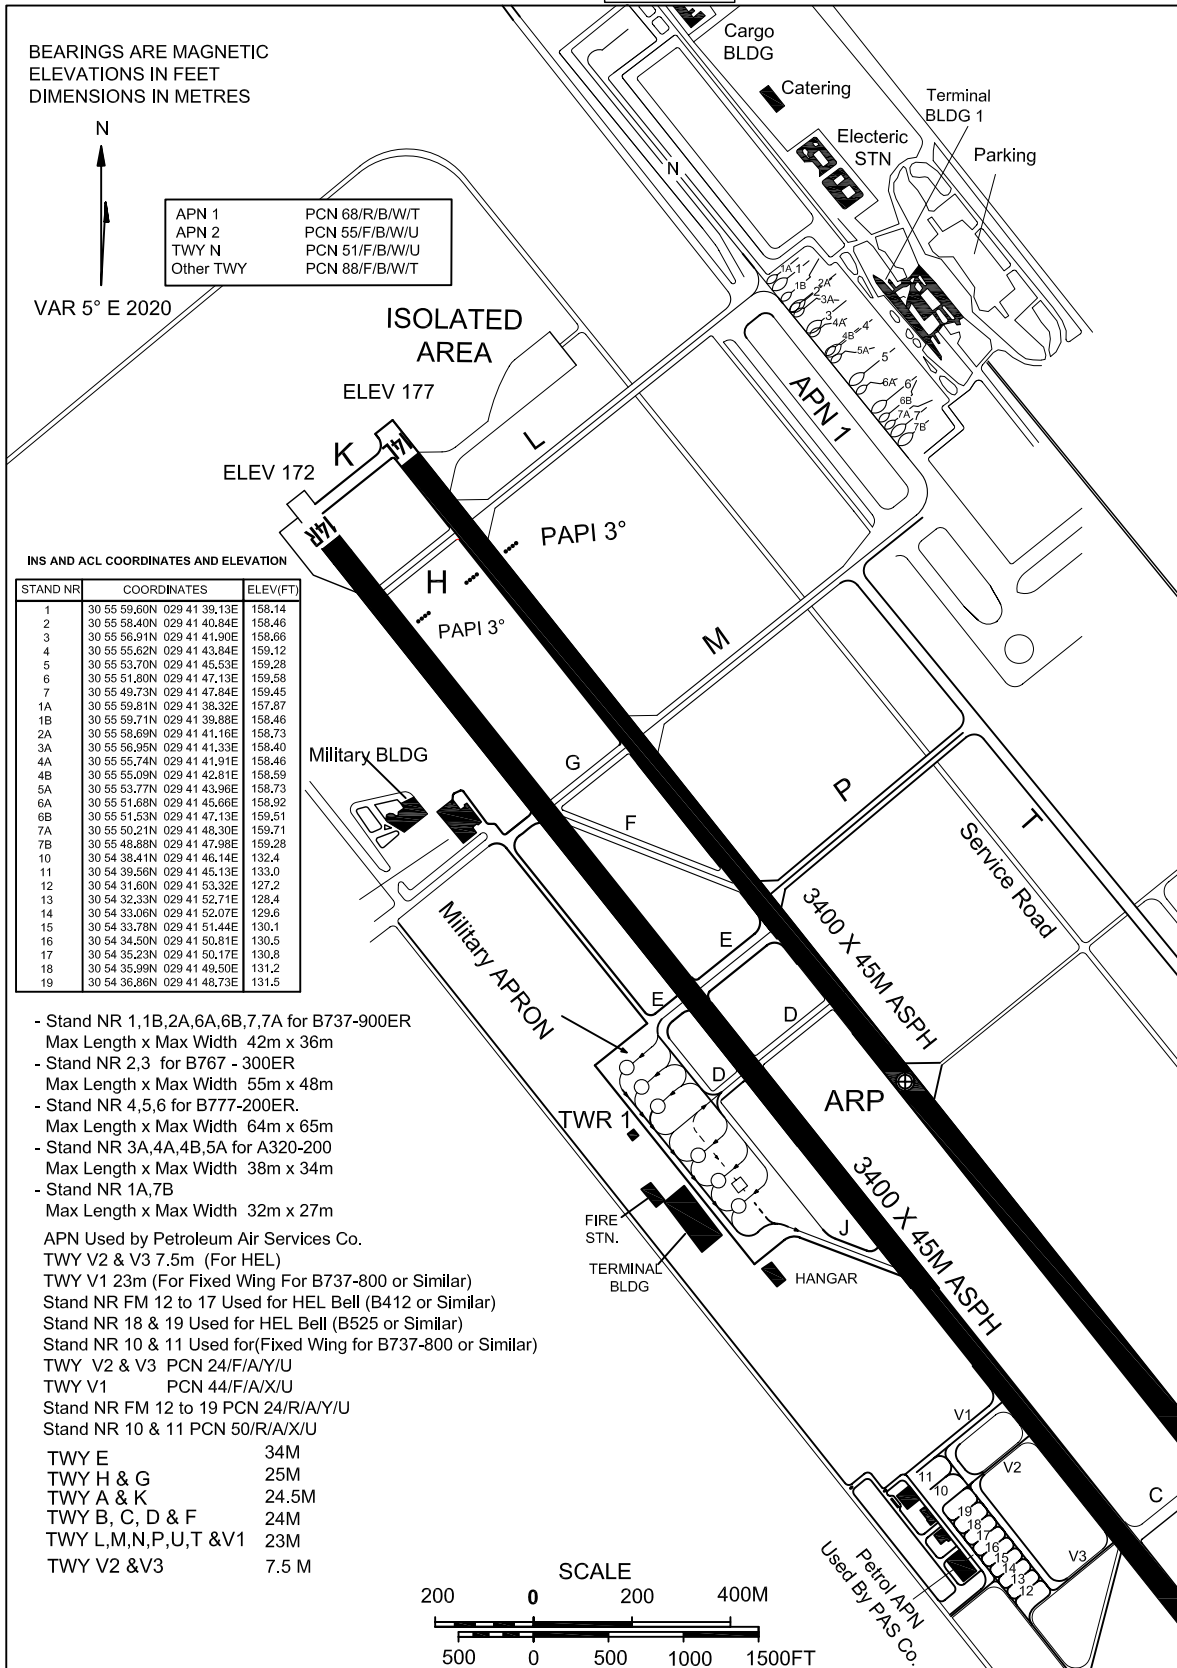 BEARINGS ARE MAGNETIC
ELEVATIONS IN FEET
DIMENSIONS IN METRES
N
VAR 5° E 2020
APN 1 PCN 68/R/B/W/T
APN 2 PCN 55/F/B/W/U
TWY N PCN 51/F/B/W/U
Other TWY PCN 88/F/B/W/T
Cargo
BLDG
Catering
Electeric
STN
Terminal
BLDG 1
Parking
N
1A 1
1B 2A
2
3A
3
4A 4
4B
5A 5
6A 6
6B
7A 7
7B
APN 1
ISOLATED
AREA
ELEV 177
ELEV 172
K
L
14L
14R
PAPI 3°
H
PAPI 3°
M
G
F
P
T
Service Road
INS AND ACL COORDINATES AND ELEVATION
STAND NR COORDINATES ELEV(FT)
1 30 55 59.60N 029 41 39.13E 158.14
2 30 55 58.40N 029 41 40.84E 158.46
3 30 55 56.91N 029 41 41.90E 158.66
4 30 55 55.62N 029 41 43.84E 159.12
5 30 55 53.70N 029 41 45.53E 159.28
6 30 55 51.80N 029 41 47.13E 159.58
7 30 55 49.73N 029 41 47.84E 159.45
1A 30 55 59.81N 029 41 38.32E 157.87
1B 30 55 59.71N 029 41 39.88E 158.46
2A 30 55 58.69N 029 41 41.16E 158.73
3A 30 55 56.95N 029 41 41.33E 158.40
4A 30 55 55.74N 029 41 41.91E 158.46
4B 30 55 55.09N 029 41 42.81E 158.59
5A 30 55 53.77N 029 41 43.96E 158.73
6A 30 55 51.68N 029 41 45.66E 158.92
6B 30 55 51.53N 029 41 47.13E 159.51
7A 30 55 50.21N 029 41 48.30E 159.71
7B 30 55 48.88N 029 41 47.98E 159.28
10 30 54 38.41N 029 41 46.14E 132.4
11 30 54 39.56N 029 41 45.13E 133.0
12 30 54 31.60N 029 41 53.32E 127.2
13 30 54 32.33N 029 41 52.71E 128.4
14 30 54 33.06N 029 41 52.07E 129.6
15 30 54 33.78N 029 41 51.44E 130.1
16 30 54 34.50N 029 41 50.81E 130.5
17 30 54 35.23N 029 41 50.17E 130.8
18 30 54 35.99N 029 41 49.50E 131.2
19 30 54 36.86N 029 41 48.73E 131.5
Military BLDG
Military APRON
E
E
D
D
3400 X 45M ASPH
ARP
3400 X 45M ASPH
TWR 1
FIRE
STN.
TERMINAL
BLDG
HANGAR
J
- Stand NR 1,1B,2A,6A,6B,7,7A for B737-900ER
Max Length x Max Width 42m x 36m
- Stand NR 2,3 for B767 - 300ER
Max Length x Max Width 55m x 48m
- Stand NR 4,5,6 for B777-200ER.
Max Length x Max Width 64m x 65m
- Stand NR 3A,4A,4B,5A for A320-200
Max Length x Max Width 38m x 34m
- Stand NR 1A,7B
Max Length x Max Width 32m x 27m
APN Used by Petroleum Air Services Co.
TWY V2 & V3 7.5m (For HEL)
TWY V1 23m (For Fixed Wing For B737-800 or Similar)
Stand NR FM 12 to 17 Used for HEL Bell (B412 or Similar)
Stand NR 18 & 19 Used for HEL Bell (B525 or Similar)
Stand NR 10 & 11 Used for(Fixed Wing for B737-800 or Similar)
TWY V2 & V3 PCN 24/F/A/Y/U
TWY V1 PCN 44/F/A/X/U
Stand NR FM 12 to 19 PCN 24/R/A/Y/U
Stand NR 10 & 11 PCN 50/R/A/X/U
TWY E 34M
TWY H & G 25M
TWY A & K 24.5M
TWY B, C, D & F 24M
TWY L,M,N,P,U,T &V1 23M
TWY V2 &V3 7.5 M
V1
V2
V3
C
11
10
19
18
17
16
15
14
13
12
Petrol APN
Used By PAS Co.
SCALE
200 0 200 400M
500 0 500 1000 1500FT